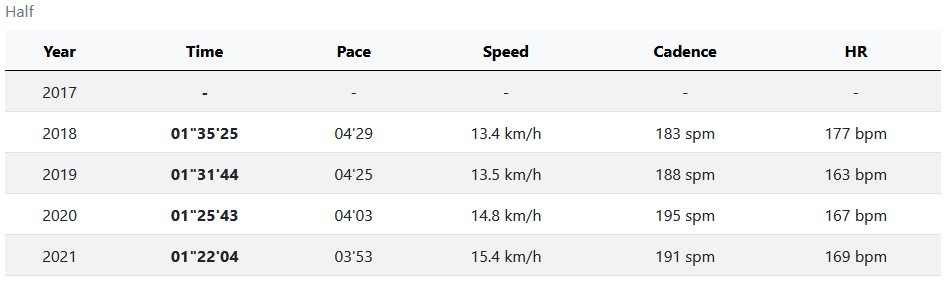 Half
Year Time Pace Speed Cadence HR
2017 - - - - -
2018 01"35'25 04'29 13.4 km/h 183 spm 177 bpm
2019 01"31'44 04'25 13.5 km/h 188 spm 163 bpm
2020 01"25'43 04'03 14.8 km/h 195 spm 167 bpm
2021 01"22'04 03'53 15.4 km/h 191 spm 169 bpm